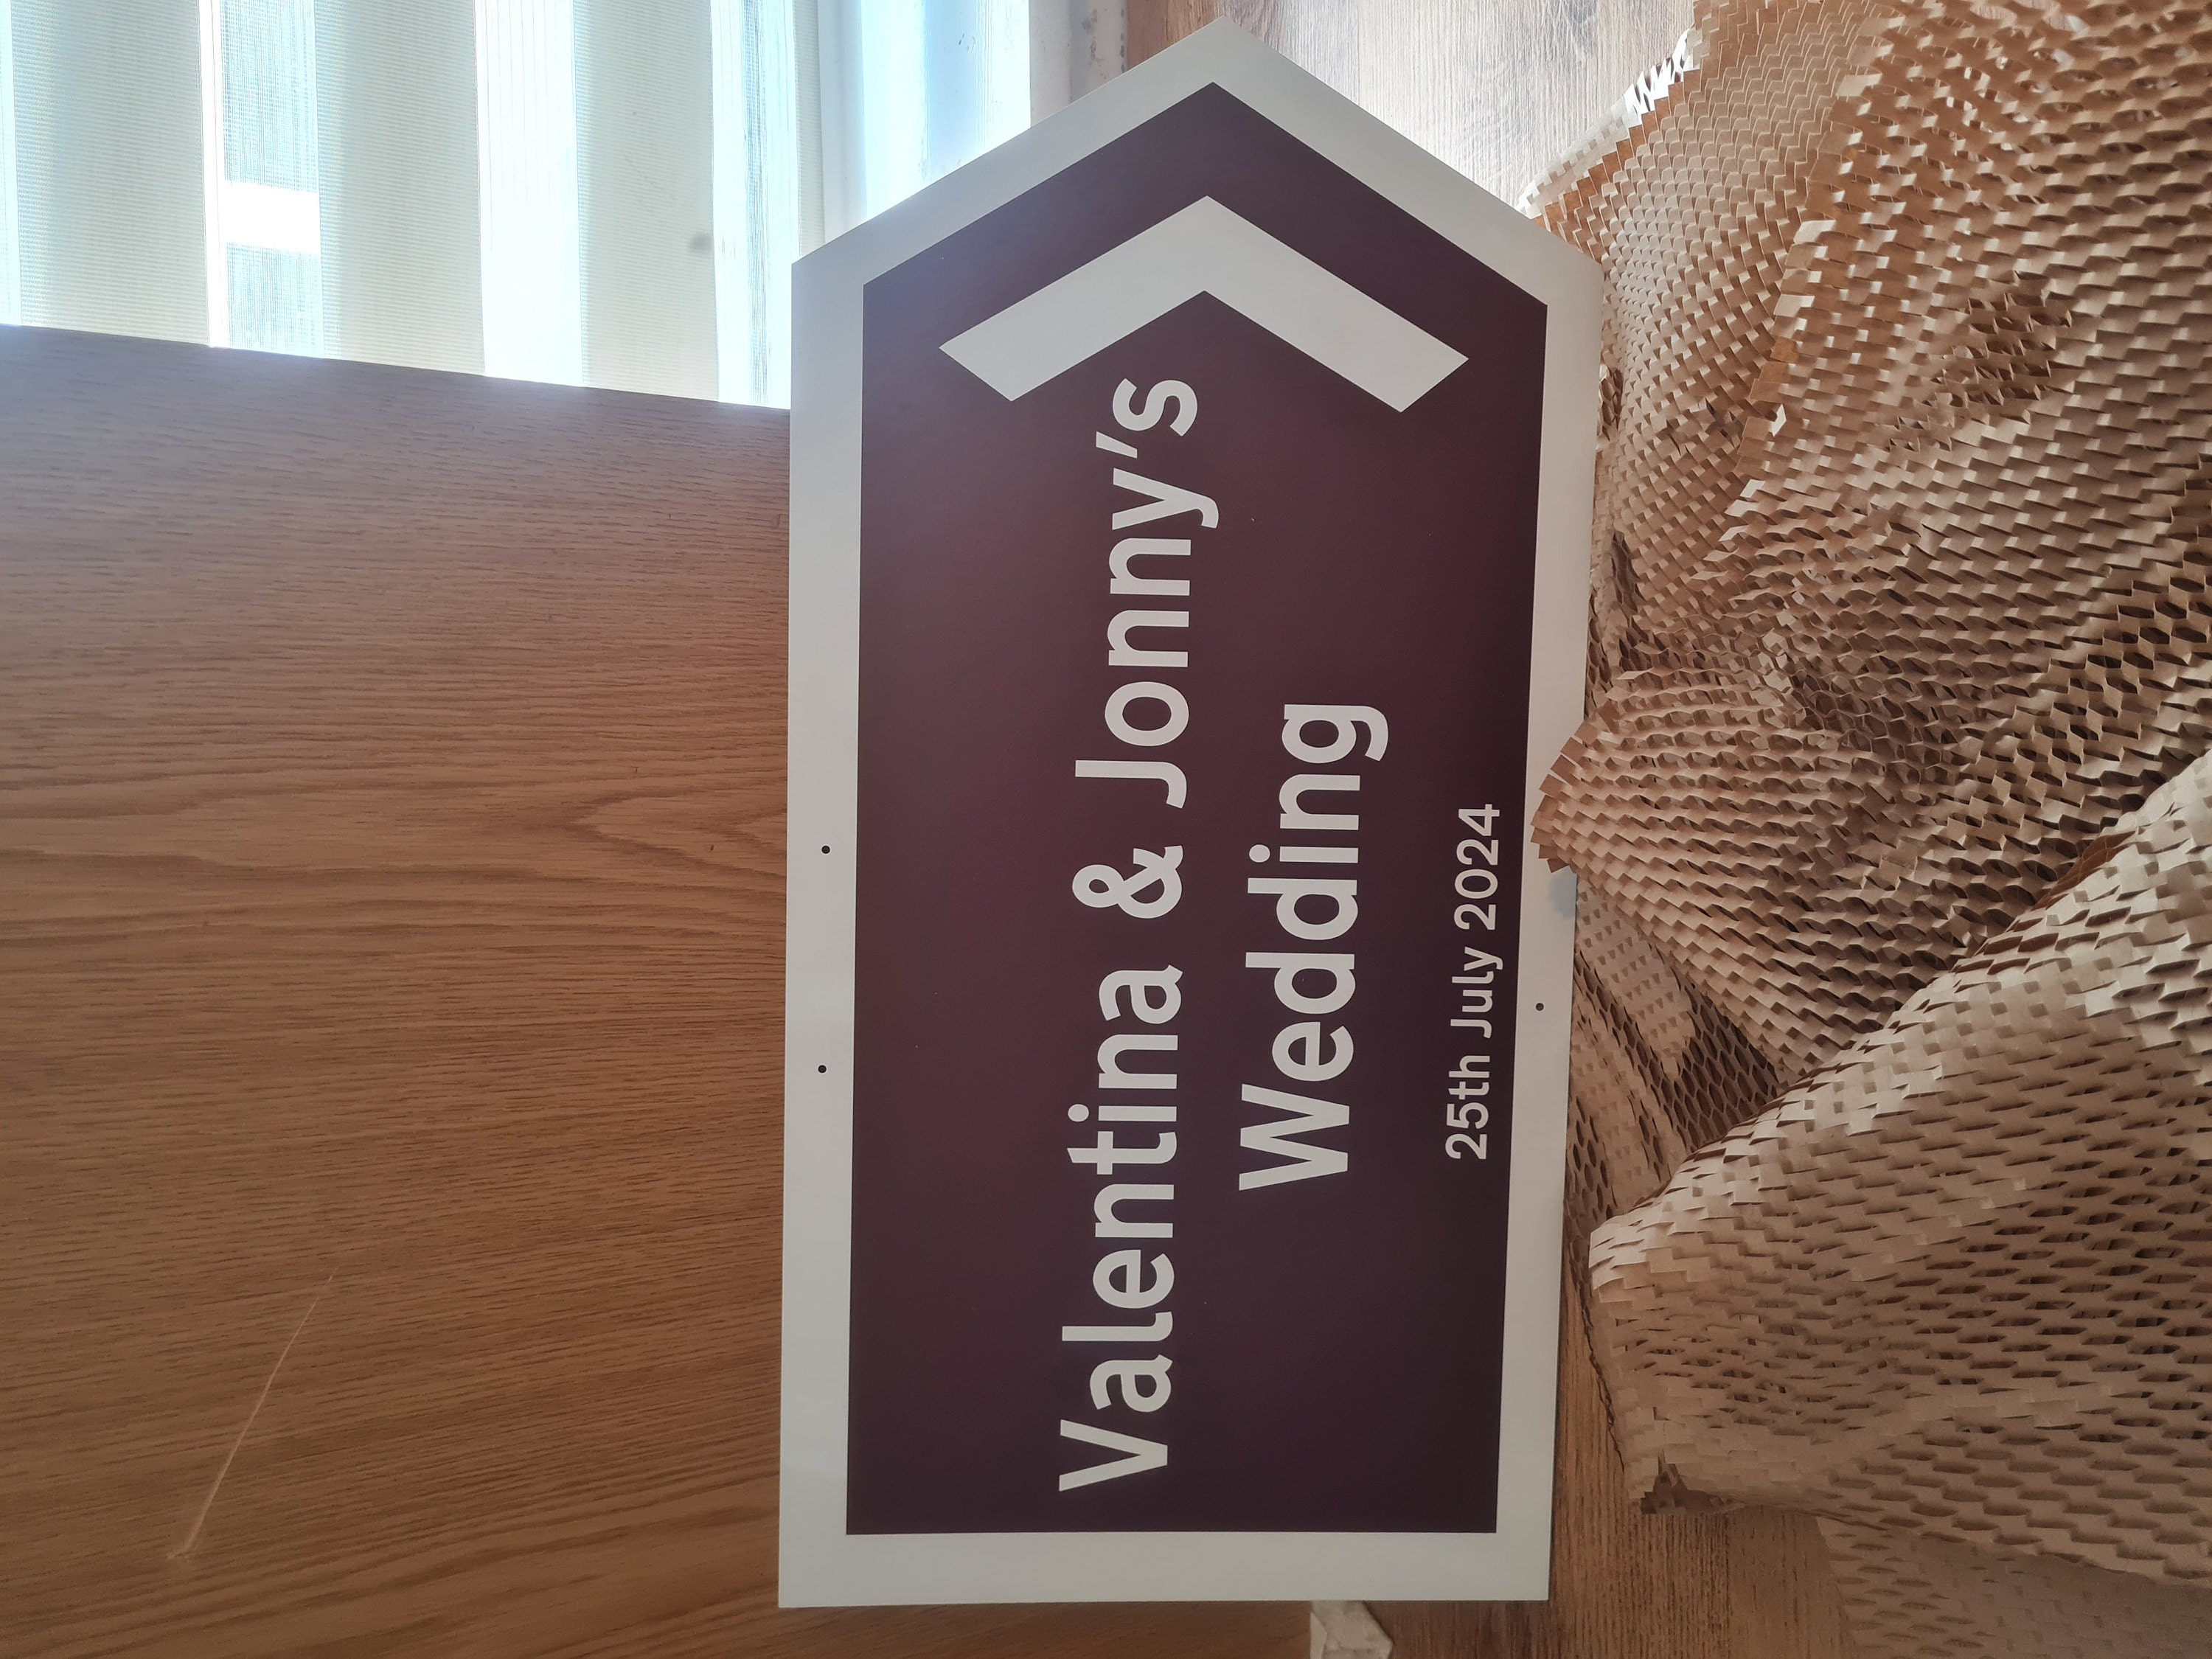 Valentina & Jonny's
Wedding
25th July 2024